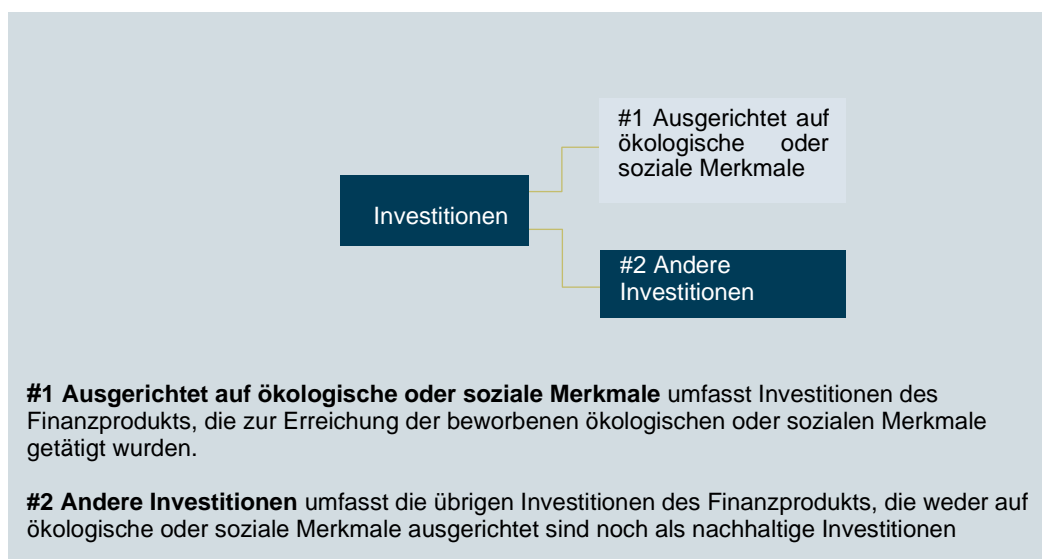 #1 Ausgerichtet auf
ökologische oder
soziale Merkmale
Investitionen
#2 Andere
Investitionen
#1 Ausgerichtet auf ökologische oder soziale Merkmale umfasst Investitionen des
Finanzprodukts, die zur Erreichung der beworbenen ökologischen oder sozialen Merkmale
getätigt wurden.
#2 Andere Investitionen umfasst die übrigen Investitionen des Finanzprodukts, die weder auf
ökologische oder soziale Merkmale ausgerichtet sind noch als nachhaltige Investitionen